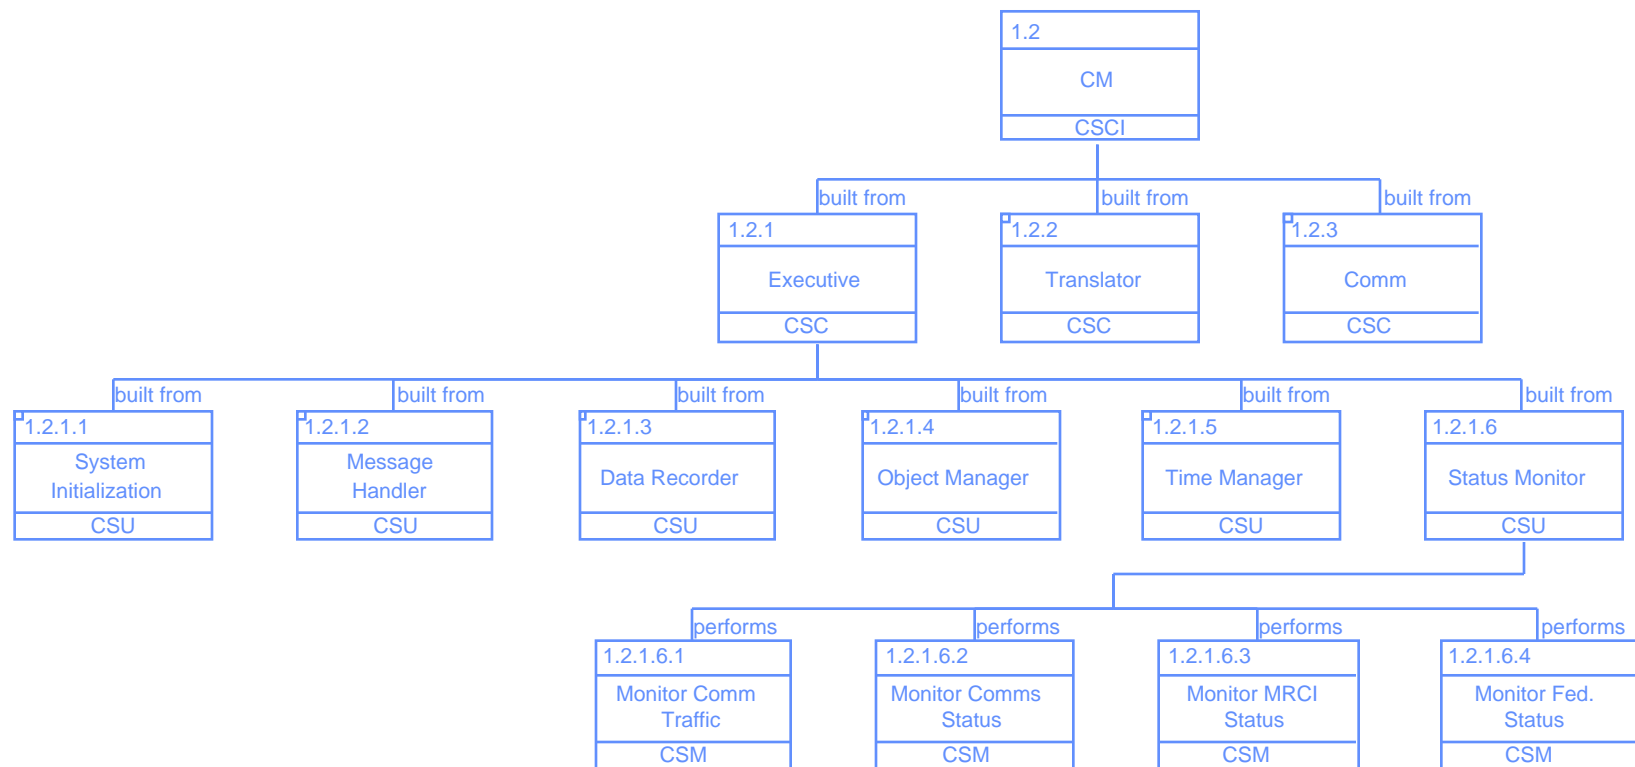 1.2
CM
CSCI
built from
built from
built from
1.2.1
Executive
CSC
1.2.2
Translator
CSC
1.2.3
Comm
CSC
built from
built from
built from
built from
built from
built from
1.2.1.1
System
Initialization
CSU
1.2.1.2
Message
Handler
CSU
1.2.1.3
Data Recorder
CSU
1.2.1.4
Object Manager
CSU
1.2.1.5
Time Manager
CSU
1.2.1.6
Status Monitor
CSU
performs
performs
performs
performs
1.2.1.6.1
Monitor Comm
Traffic
CSM
1.2.1.6.2
Monitor Comms
Status
CSM
1.2.1.6.3
Monitor MRCI
Status
CSM
1.2.1.6.4
Monitor Fed.
Status
CSM